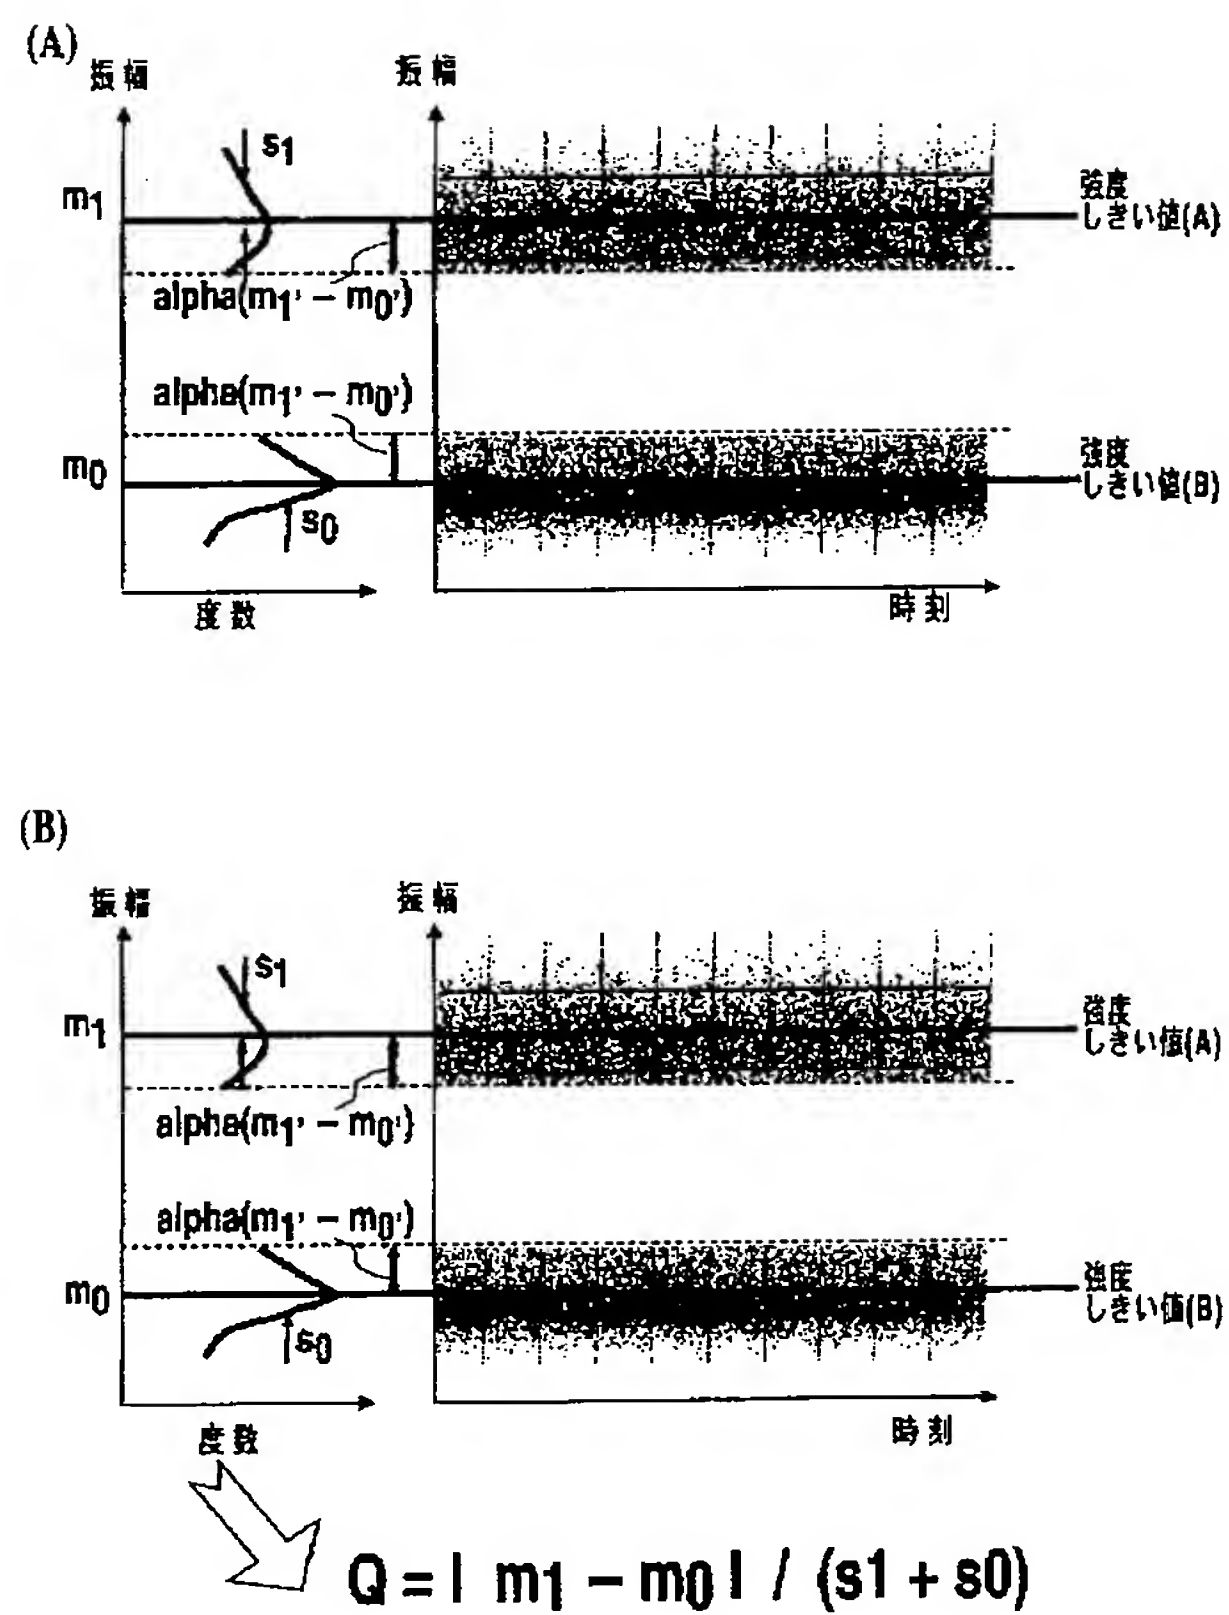 (A)
振幅
振幅
s1
m1
強度
しきい値(A)
alpha(m1' − m0')
alpha(m1' − m0')
m0
強度
しきい値(B)
s0
度数
時刻
(B)
振幅
振幅
s1
m1
強度
しきい値(A)
alpha(m1' − m0')
alpha(m1' − m0')
m0
強度
しきい値(B)
s0
度数
時刻
Q = | m1 − m0 | / (s1 + s0)